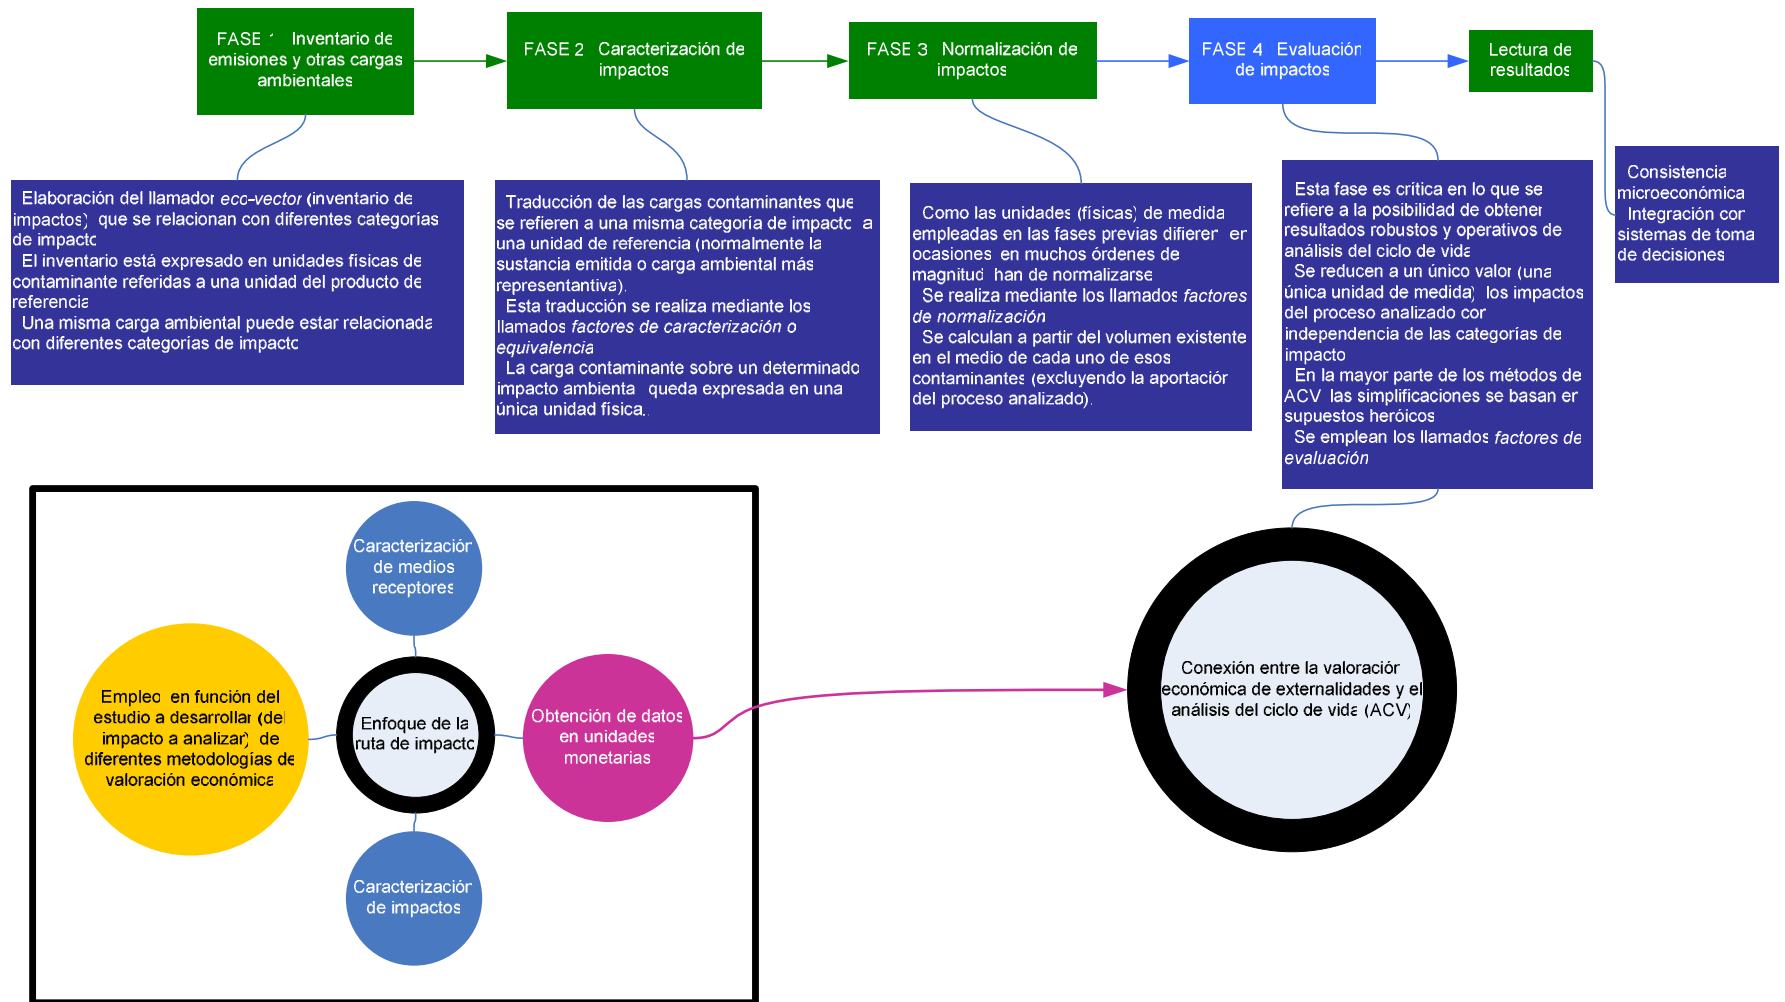 FASE 1 Inventario de
emisiones y otras cargas
ambientales
FASE 2 Caracterización de
impactos
FASE 3 Normalización de
impactos
FASE 4 Evaluación
de impactos
Lectura de
resultados
Elaboración del llamador eco-vector (inventario de
impactos) que se relacionan con diferentes categorías
de impacto
El inventario está expresado en unidades físicas de
contaminante referidas a una unidad del producto de
referencia
Una misma carga ambiental puede estar relacionada
con diferentes categorías de impacto
Traducción de las cargas contaminantes que
se refieren a una misma categoría de impacto a
una unidad de referencia (normalmente la
sustancia emitida o carga ambiental más
representantiva).
Esta traducción se realiza mediante los
llamados factores de caracterización o
equivalencia
La carga contaminante sobre un determinado
impacto ambiental queda expresada en una
única unidad física.
Como las unidades (físicas) de medida
empleadas en las fases previas difieren en
ocasiones en muchos órdenes de
magnitud han de normalizarse
Se realiza mediante los llamados factores
de normalización
Se calculan a partir del volumen existente
en el medio de cada uno de esos
contaminantes (excluyendo la aportación
del proceso analizado).
Esta fase es crítica en lo que se
refiere a la posibilidad de obtener
resultados robustos y operativos de
análisis del ciclo de vida
Se reducen a un único valor (una
única unidad de medida) los impactos
del proceso analizado con
independencia de las categorías de
impacto
En la mayor parte de los métodos de
ACV las simplificaciones se basan en
supuestos heróicos
Se emplean los llamados factores de
evaluación
Consistencia
microeconómica
Integración con
sistemas de toma
de decisiones
Caracterización
de medios
receptores
Empleo en función del
estudio a desarrollar (del
impacto a analizar) de
diferentes metodologías de
valoración económica
Enfoque de la
ruta de impacto
Obtención de datos
en unidades
monetarias
Caracterización
de impactos
Conexión entre la valoración
económica de externalidades y el
análisis del ciclo de vida (ACV)